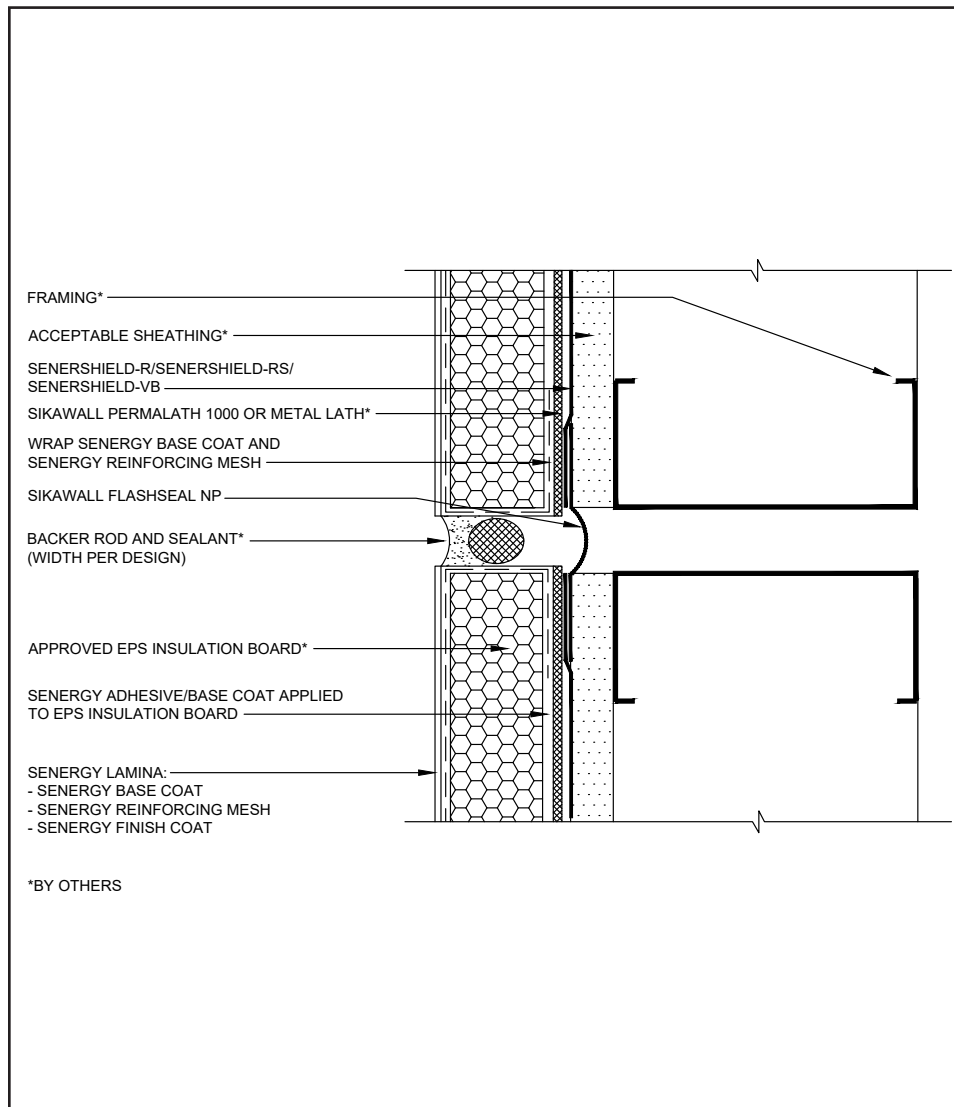 FRAMING*
ACCEPTABLE SHEATHING*
SENERSHIELD-R/SENERSHIELD-RS/
SENERSHIELD-VB
SIKAWALL PERMALATH 1000 OR METAL LATH*
WRAP SENERGY BASE COAT AND
SENERGY REINFORCING MESH
SIKAWALL FLASHSEAL NP
BACKER ROD AND SEALANT*
(WIDTH PER DESIGN)
APPROVED EPS INSULATION BOARD*
SENERGY ADHESIVE/BASE COAT APPLIED
TO EPS INSULATION BOARD
SENERGY LAMINA:
- SENERGY BASE COAT
- SENERGY REINFORCING MESH
- SENERGY FINISH COAT
*BY OTHERS